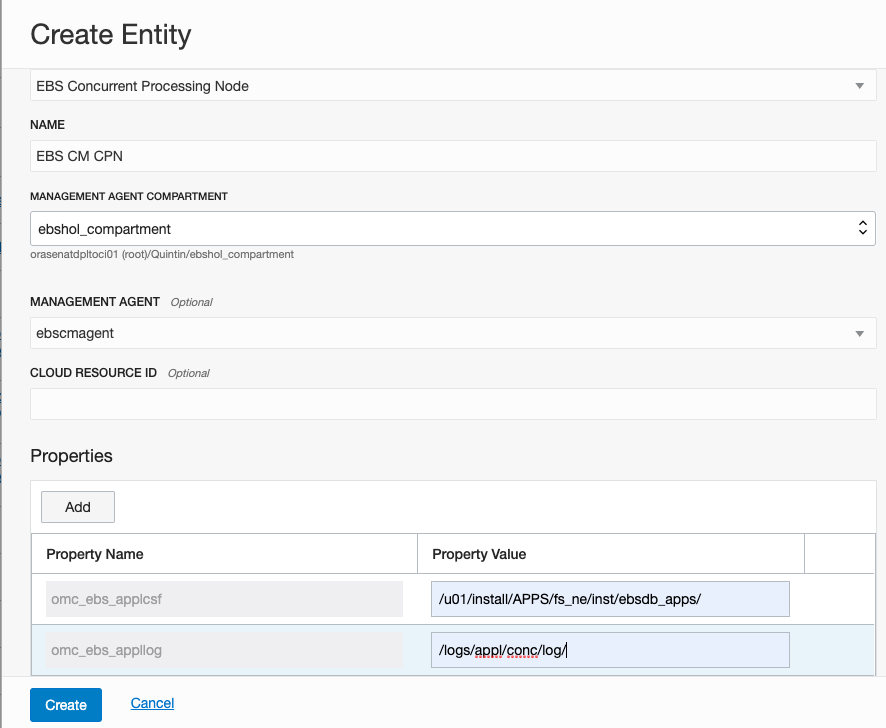 Create Entity
EBS Concurrent Processing Node
NAME
EBS CM CPN
MANAGEMENT AGENT COMPARTMENT
ebshol_compartment
orasenatdpltoci01 (root)/Quintin/ebshol_compartment
MANAGEMENT AGENT Optional
ebscmagent
CLOUD RESOURCE ID Optional
Properties
Add
Property Name Property Value
omc_ebs_applcsf /u01/install/APPS/fs_ne/inst/ebsdb_apps/
omc_ebs_appllog /logs/appl/conc/log/
Create Cancel